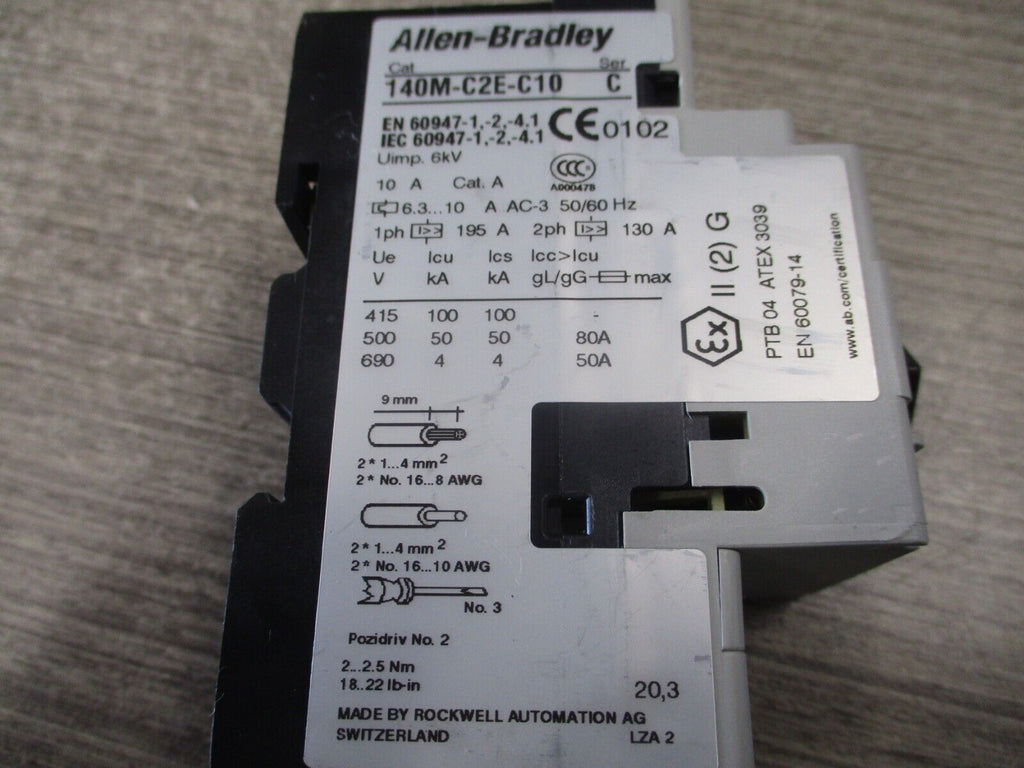 Allen-Bradley
Cat Ser
140M-C2E-C10 C
EN 60947-1,-2,-4.1
IEC 60947-1,-2,-4.1
CE 0102
Uimp. 6kV
CCC
A000478
10 A Cat. A
6.3...10 A AC-3 50/60 Hz
1ph I>> 195 A 2ph I>> 130 A
Ue Icu Ics Icc>Icu
V kA kA gL/gG max
415 100 100 -
500 50 50 80A
690 4 4 50A
9 mm
2* 1...4 mm²
2* No. 16...8 AWG
2* 1...4 mm²
2* No. 16...10 AWG
No. 3
Pozidriv No. 2
2...2.5 Nm
18..22 lb-in
20,3
MADE BY ROCKWELL AUTOMATION AG
SWITZERLAND LZA 2
Ex II (2) G
PTB 04 ATEX 3039
EN 60079-14
www.ab.com/certification